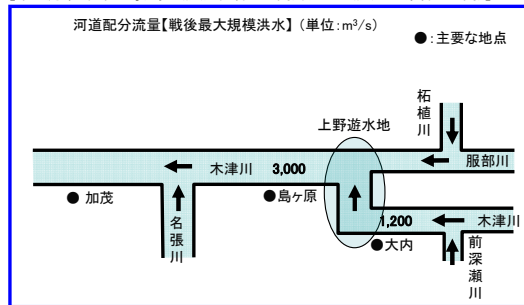 河道配分流量【戦後最大規模洪水】（単位：m³/s）
●：主要な地点
上野遊水地
柘植川
木津川
3,000
服部川
● 加茂
名張川
● 島ヶ原
1,200
木津川
●大内
前深瀬川